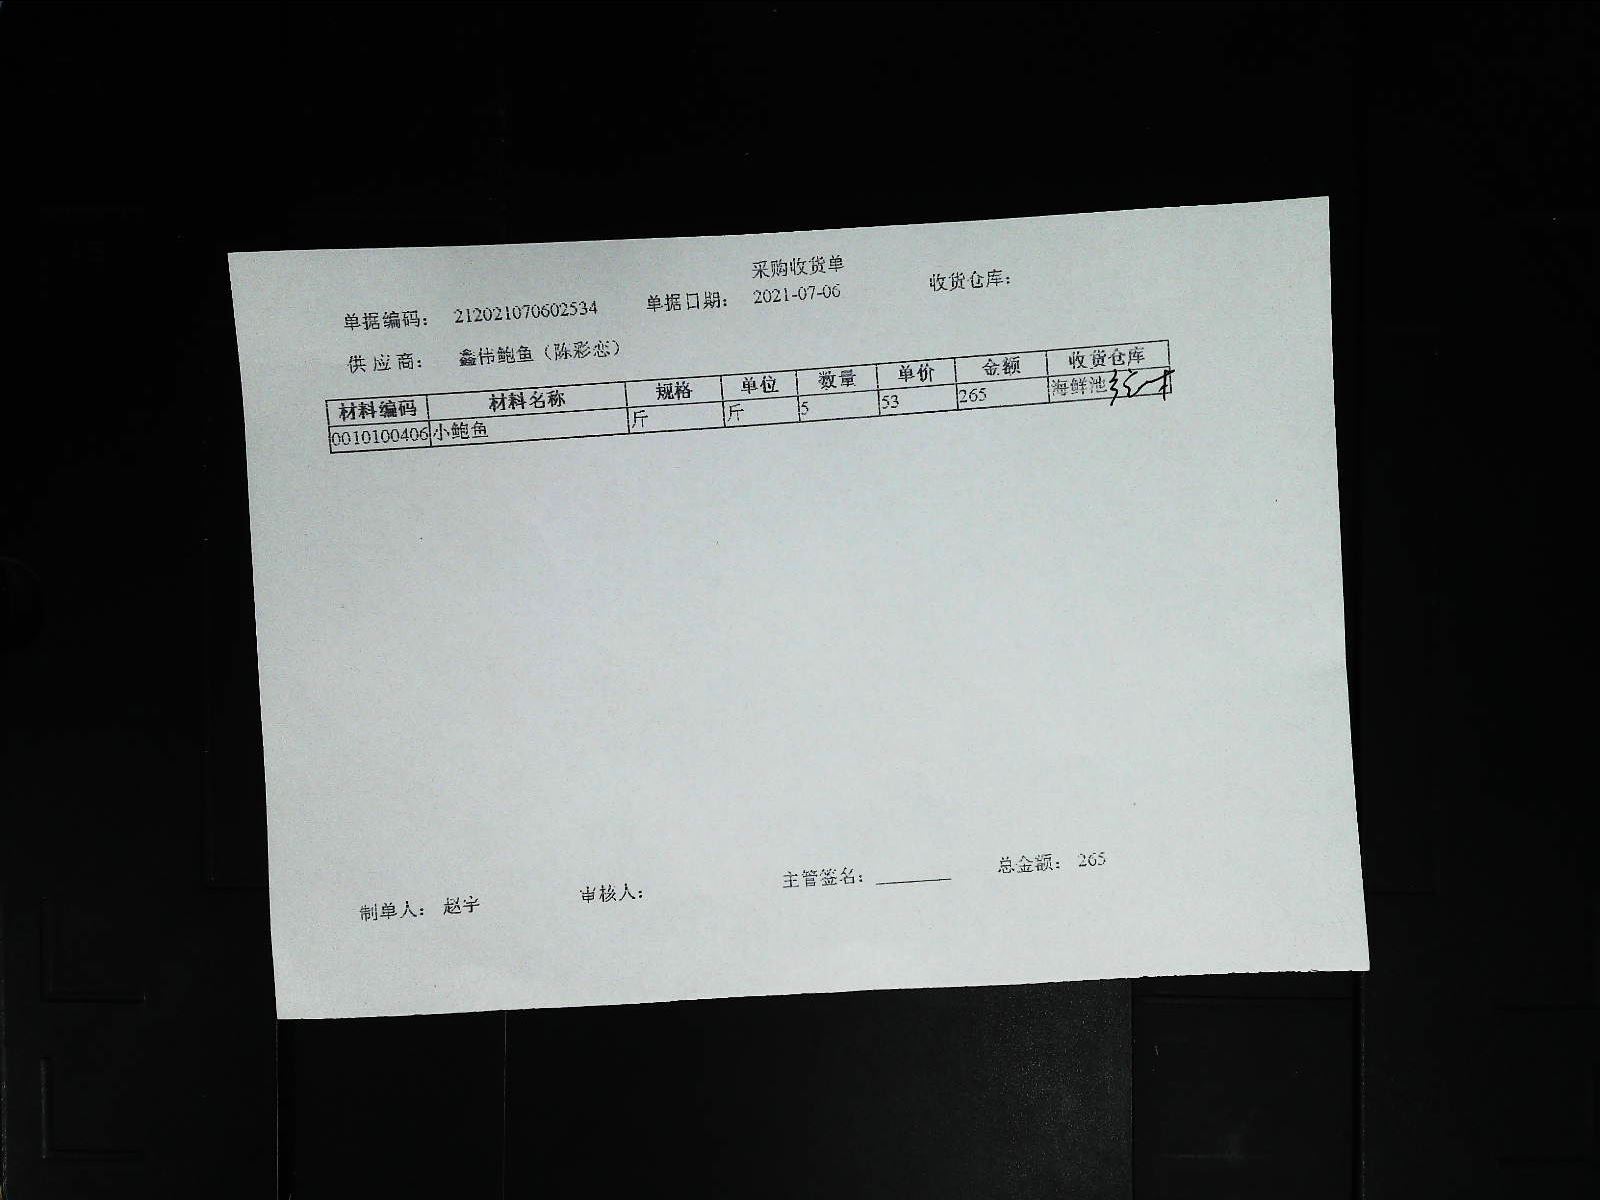 采购收货单
单据编码： 212021070602534 单据日期： 2021-07-06 收货仓库：
供应商： 鑫伟鲍鱼（陈彩恋）
材料编码 材料名称 规格 单位 数量 单价 金额 收货仓库
0010100406 小鲍鱼 斤 斤 5 53 265 海鲜池
制单人： 赵宇 审核人： 主管签名： 总金额： 265